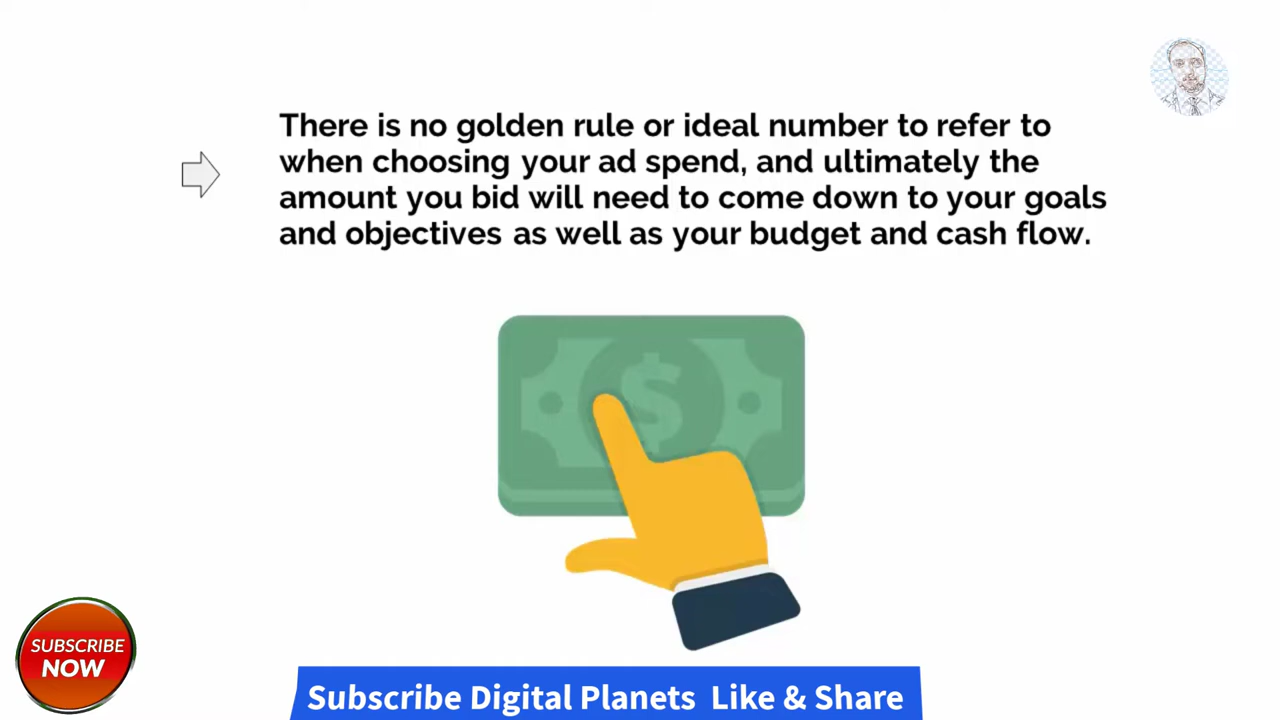 There is no golden rule or ideal number to refer to
when choosing your ad spend, and ultimately the
amount you bid will need to come down to your goals
and objectives as well as your budget and cash flow.
$
SUBSCRIBE
NOW
Subscribe Digital Planets Like & Share